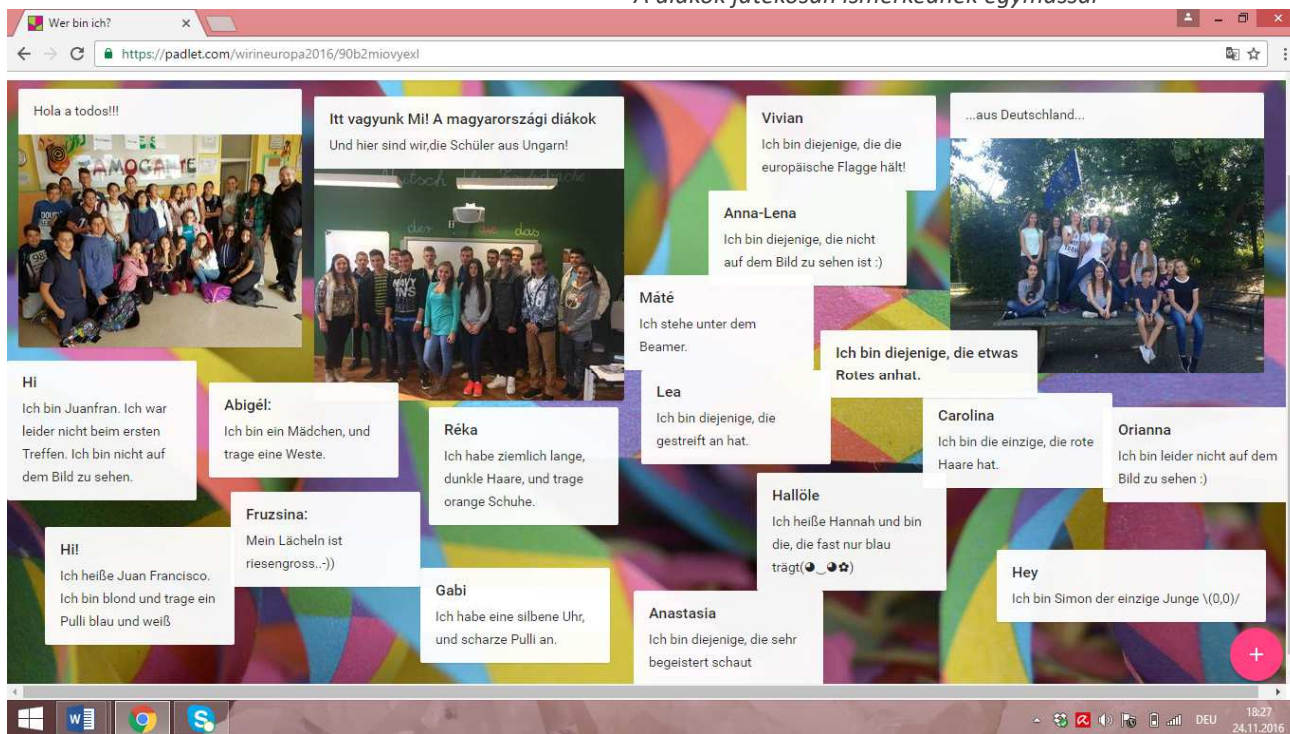 A diákok játékosan ismerkednek egymással
Wer bin ich?
https://padlet.com/wirineuropa2016/90b2miovyexl
Hola a todos!!!
TAMOGANTE
Itt vagyunk Mi! A magyarországi diákok
Und hier sind wir,die Schüler aus Ungarn!
der
die
das
NAVY
Vivian
Ich bin diejenige, die die
europäische Flagge hält!
...aus Deutschland...
Anna-Lena
Ich bin diejenige, die nicht
auf dem Bild zu sehen ist :)
Máté
Ich stehe unter dem
Beamer.
Ich bin diejenige, die etwas
Rotes anhat.
Hi
Ich bin Juanfran. Ich war
leider nicht beim ersten
Treffen. Ich bin nicht auf
dem Bild zu sehen.
Abigél:
Ich bin ein Mädchen, und
trage eine Weste.
Réka
Ich habe ziemlich lange,
dunkle Haare, und trage
orange Schuhe.
Lea
Ich bin diejenige, die
gestreift an hat.
Carolina
Ich bin die einzige, die rote
Haare hat.
Orianna
Ich bin leider nicht auf dem
Bild zu sehen :)
Fruzsina:
Mein Lächeln ist
riesengross..-))
Hallöle
Ich heiße Hannah und bin
die, die fast nur blau
trägt(◕‿◕✿)
Hi!
Ich heiße Juan Francisco.
Ich bin blond und trage ein
Pulli blau und weiß
Gabi
Ich habe eine silbene Uhr,
und scharze Pulli an.
Anastasia
Ich bin diejenige, die sehr
begeistert schaut
Hey
Ich bin Simon der einzige Junge \(0,0)/
+
DEU
18:27
24.11.2016